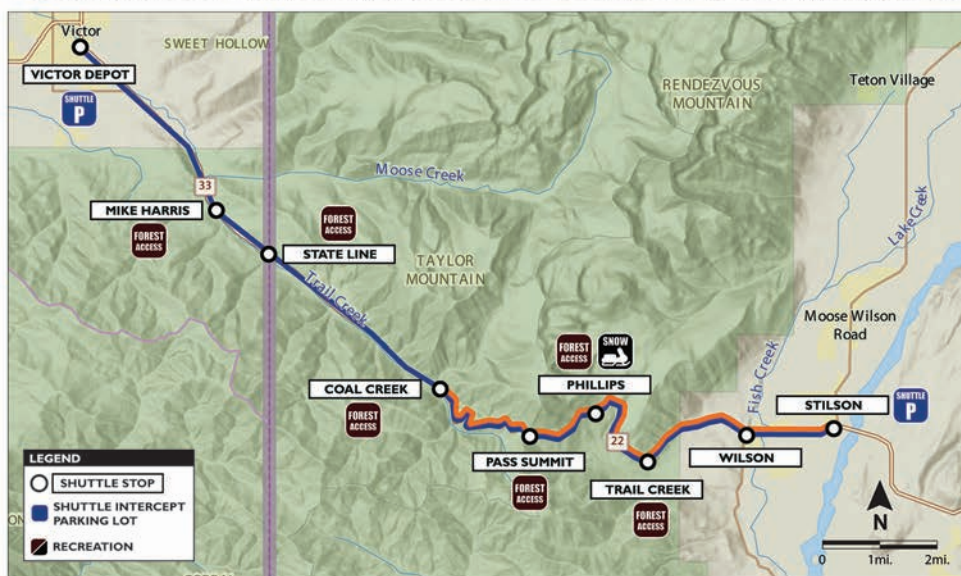 Victor
SWEET HOLLOW
VICTOR DEPOT
SHUTTLE
P
RENDEZVOUS
MOUNTAIN
Teton Village
Moose Creek
Lake Creek
33
MIKE HARRIS
FOREST
ACCESS
FOREST
ACCESS
STATE LINE
TAYLOR
MOUNTAIN
Trail Creek
Moose Wilson
Road
FOREST
ACCESS
SNOW
PHILLIPS
COAL CREEK
FOREST
ACCESS
Fish Creek
STILSON
SHUTTLE
P
22
PASS SUMMIT
FOREST
ACCESS
WILSON
TRAIL CREEK
FOREST
ACCESS
LEGEND
SHUTTLE STOP
SHUTTLE INTERCEPT
PARKING LOT
RECREATION
N
0 1mi. 2mi.